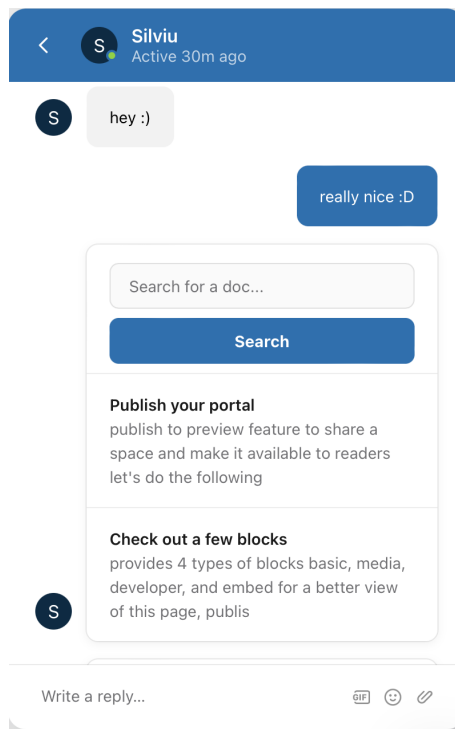 S
Silviu
Active 30m ago
S
hey :)
really nice :D
Search for a doc...
Search
Publish your portal
publish to preview feature to share a
space and make it available to readers
let's do the following
Check out a few blocks
provides 4 types of blocks basic, media,
developer, and embed for a better view
of this page, publis
S
Write a reply...
GIF